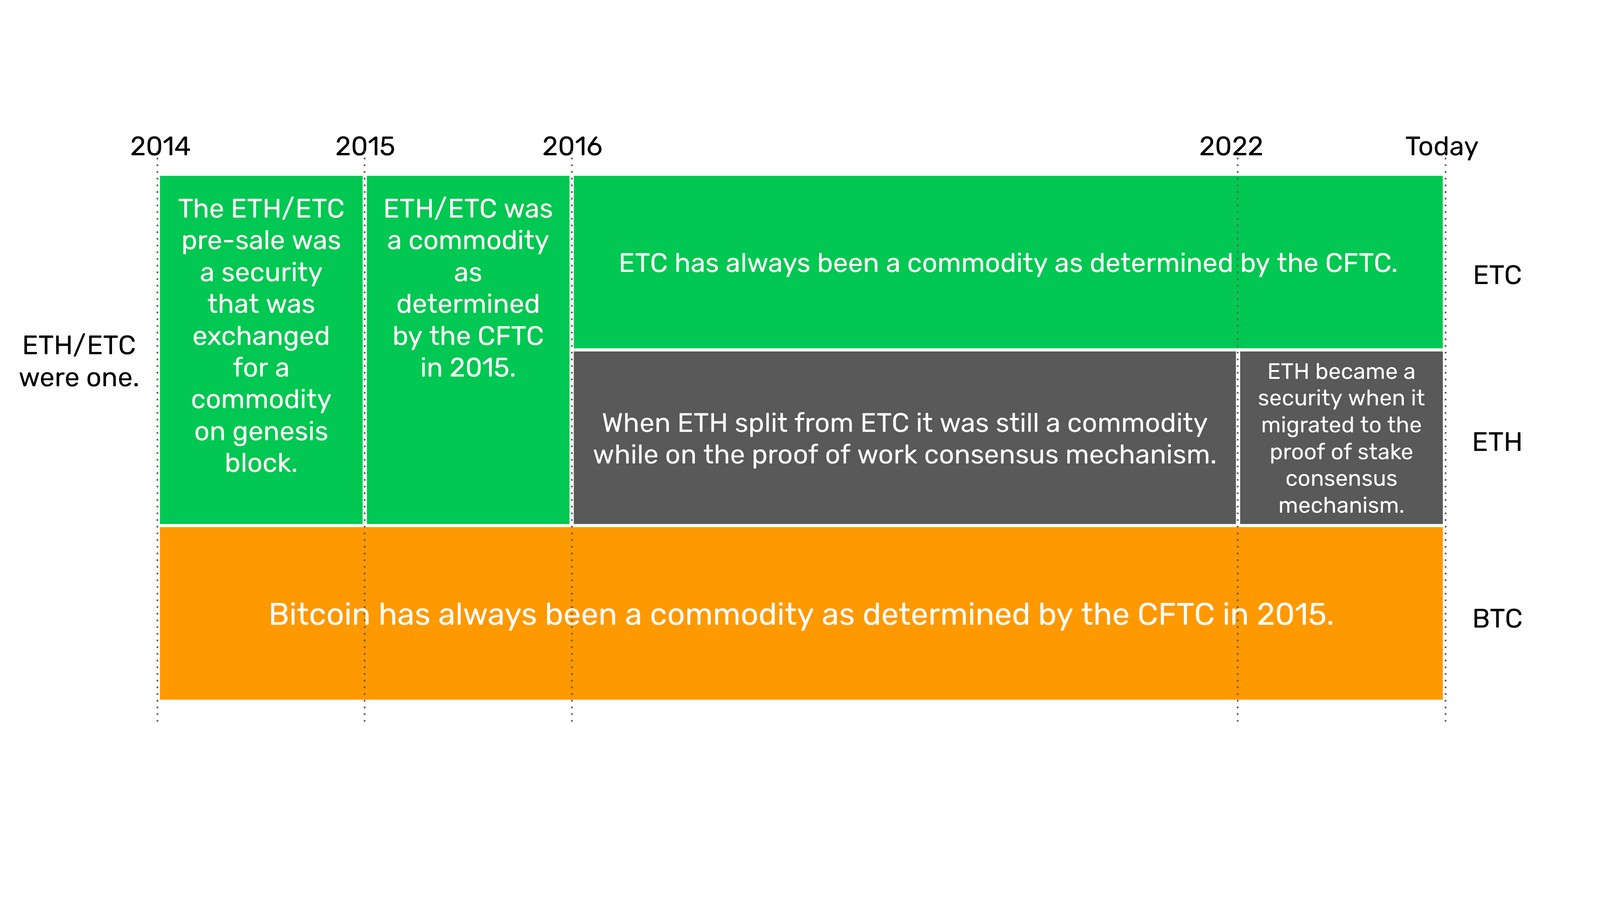 2014
2015
2016
2022
Today
ETH/ETC
were one.
The ETH/ETC
pre-sale was
a security
that was
exchanged
for a
commodity
on genesis
block.
ETH/ETC was
a commodity
as
determined
by the CFTC
in 2015.
ETC has always been a commodity as determined by the CFTC.
ETC
When ETH split from ETC it was still a commodity
while on the proof of work consensus mechanism.
ETH became a
security when it
migrated to the
proof of stake
consensus
mechanism.
ETH
Bitcoin has always been a commodity as determined by the CFTC in 2015.
BTC